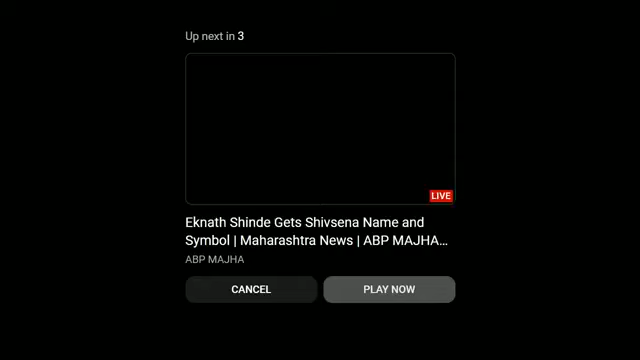 Up next in 3
LIVE
Eknath Shinde Gets Shivsena Name and
Symbol | Maharashtra News | ABP MAJHA...
ABP MAJHA
CANCEL
PLAY NOW